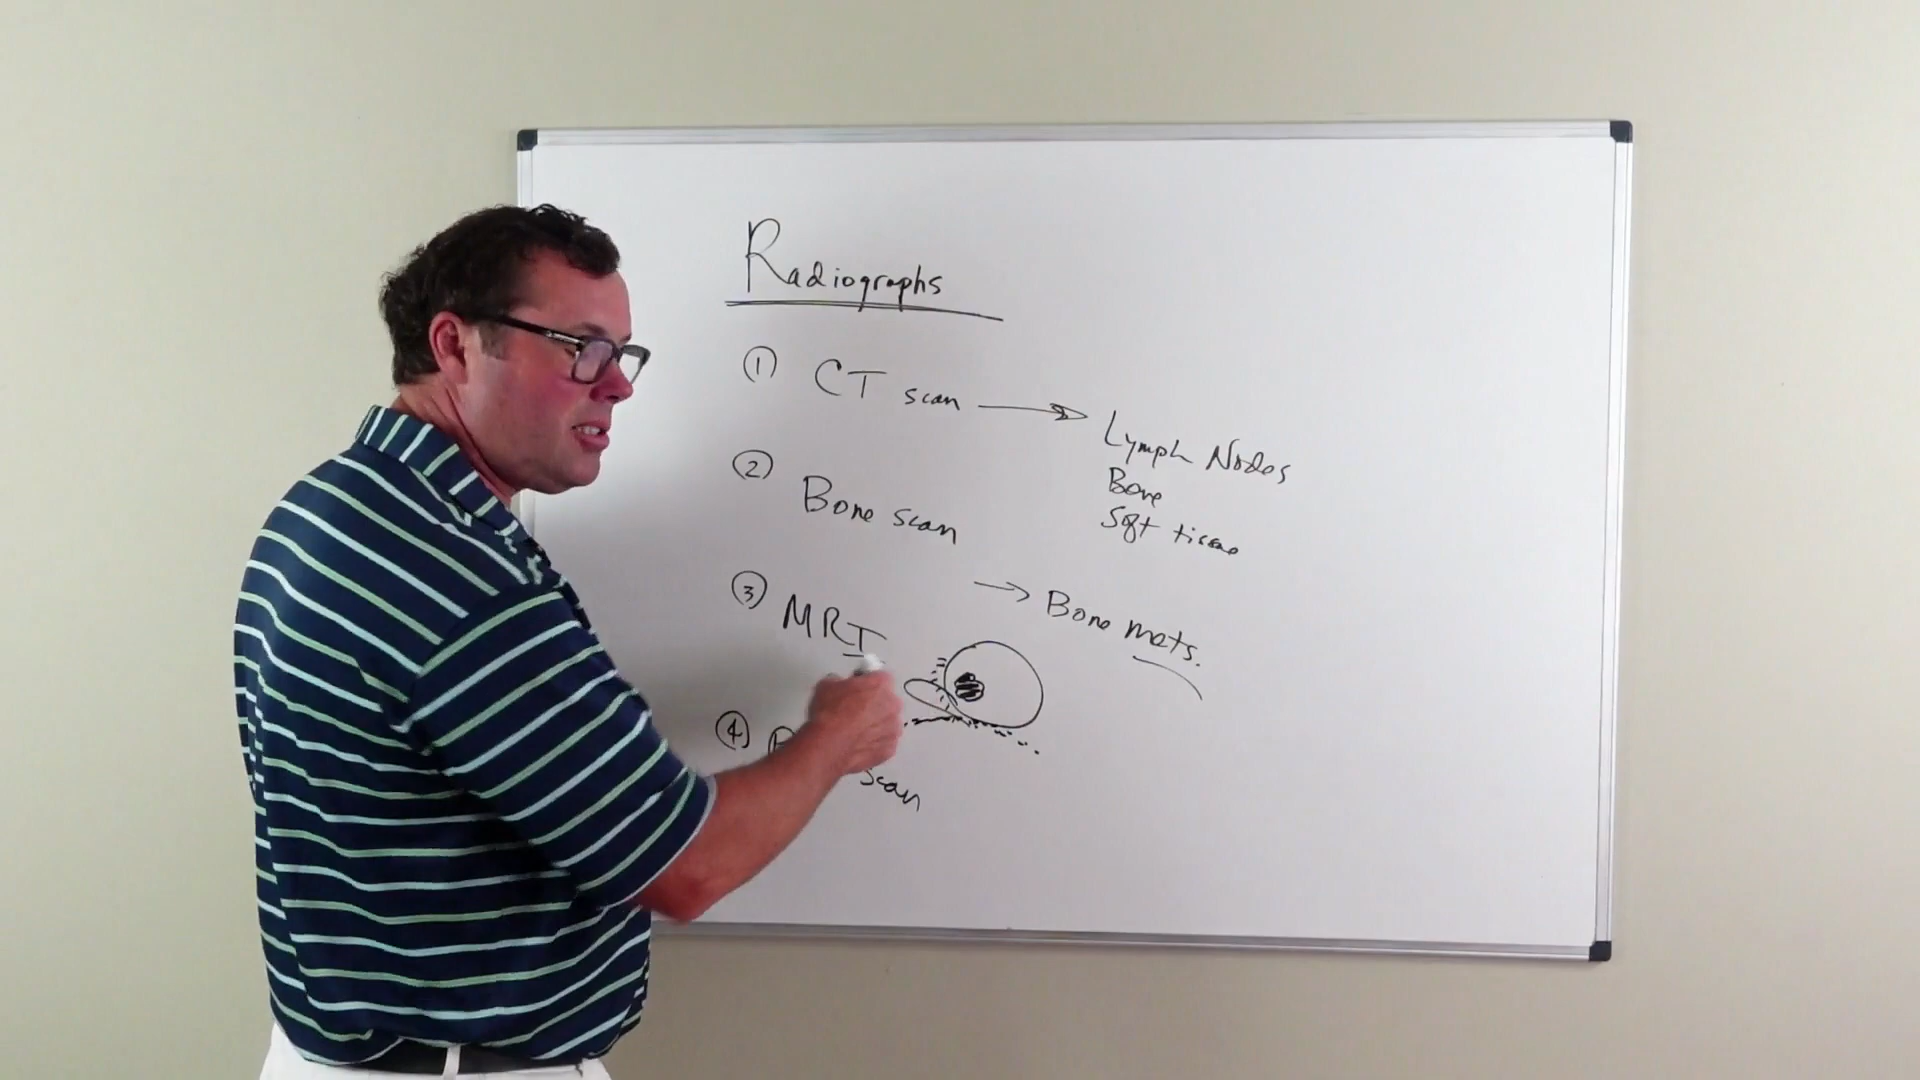 Radiographs
① CT scan → Lymph Nodes
Bone
Soft tissue
② Bone scan
→ Bone mets.
③ MRI
④
scan